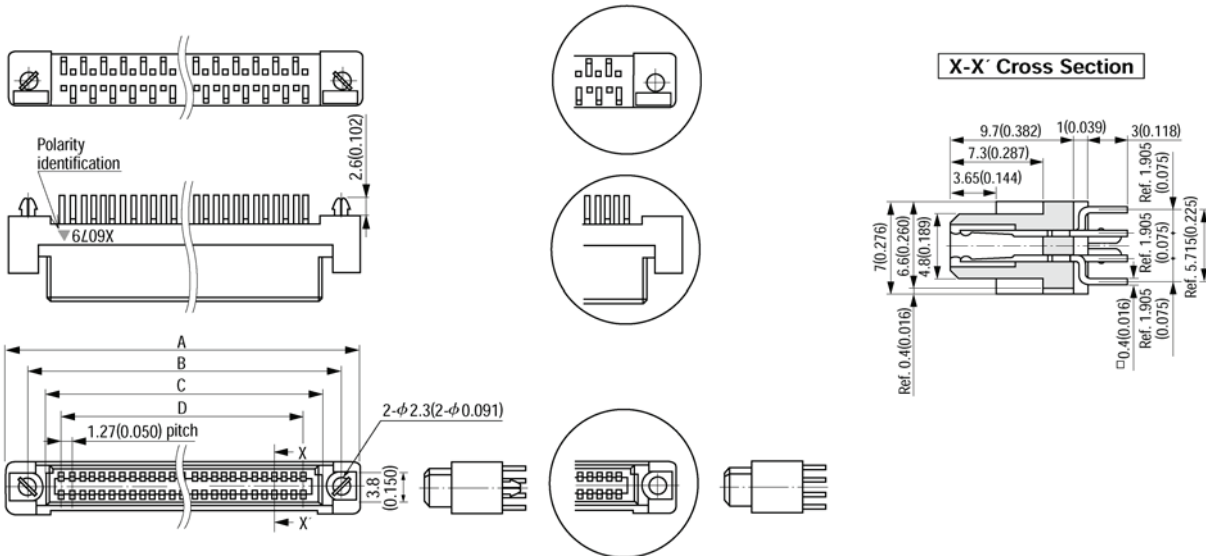 X-X´ Cross Section
Polarity
identification
2.6(0.102)
X6079
9.7(0.382)
1(0.039)
3(0.118)
7.3(0.287)
3.65(0.144)
7(0.276)
6.6(0.260)
4.8(0.189)
Ref. 0.4(0.016)
Ref. 1.905
(0.075)
Ref. 1.905
(0.075)
Ref. 1.905
(0.075)
Ref. 5.715(0.225)
□0.4(0.016)
A
B
C
D
1.27(0.050) pitch
2-ϕ2.3(2-ϕ0.091)
X
3.8
(0.150)
X´